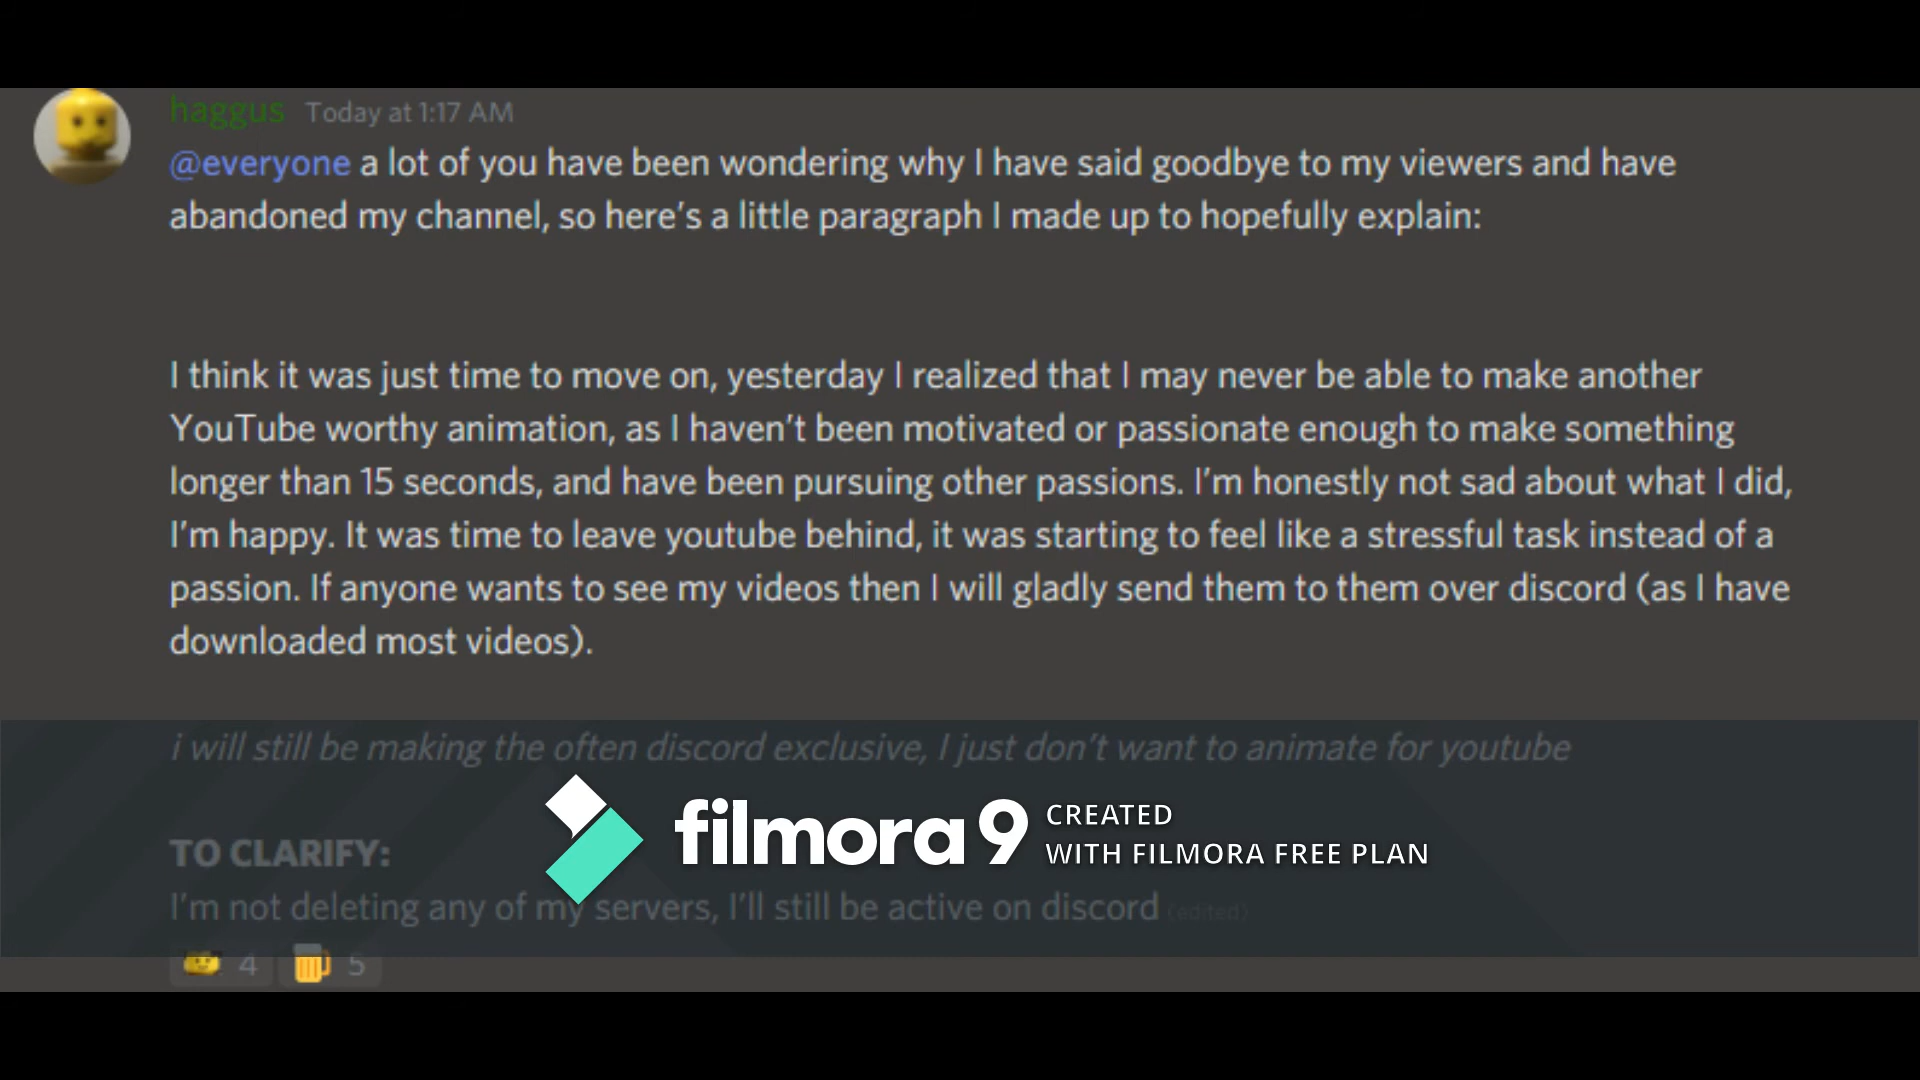 haggus Today at 1:17 AM
@everyone a lot of you have been wondering why I have said goodbye to my viewers and have
abandoned my channel, so here's a little paragraph I made up to hopefully explain:
I think it was just time to move on, yesterday I realized that I may never be able to make another
YouTube worthy animation, as I haven't been motivated or passionate enough to make something
longer than 15 seconds, and have been pursuing other passions. I'm honestly not sad about what I did,
I'm happy. It was time to leave youtube behind, it was starting to feel like a stressful task instead of a
passion. If anyone wants to see my videos then I will gladly send them to them over discord (as I have
downloaded most videos).
i will still be making the often discord exclusive, I just don't want to animate for youtube
TO CLARIFY:
I'm not deleting any of my servers, I'll still be active on discord (edited)
4 5
filmora 9
CREATED
WITH FILMORA FREE PLAN